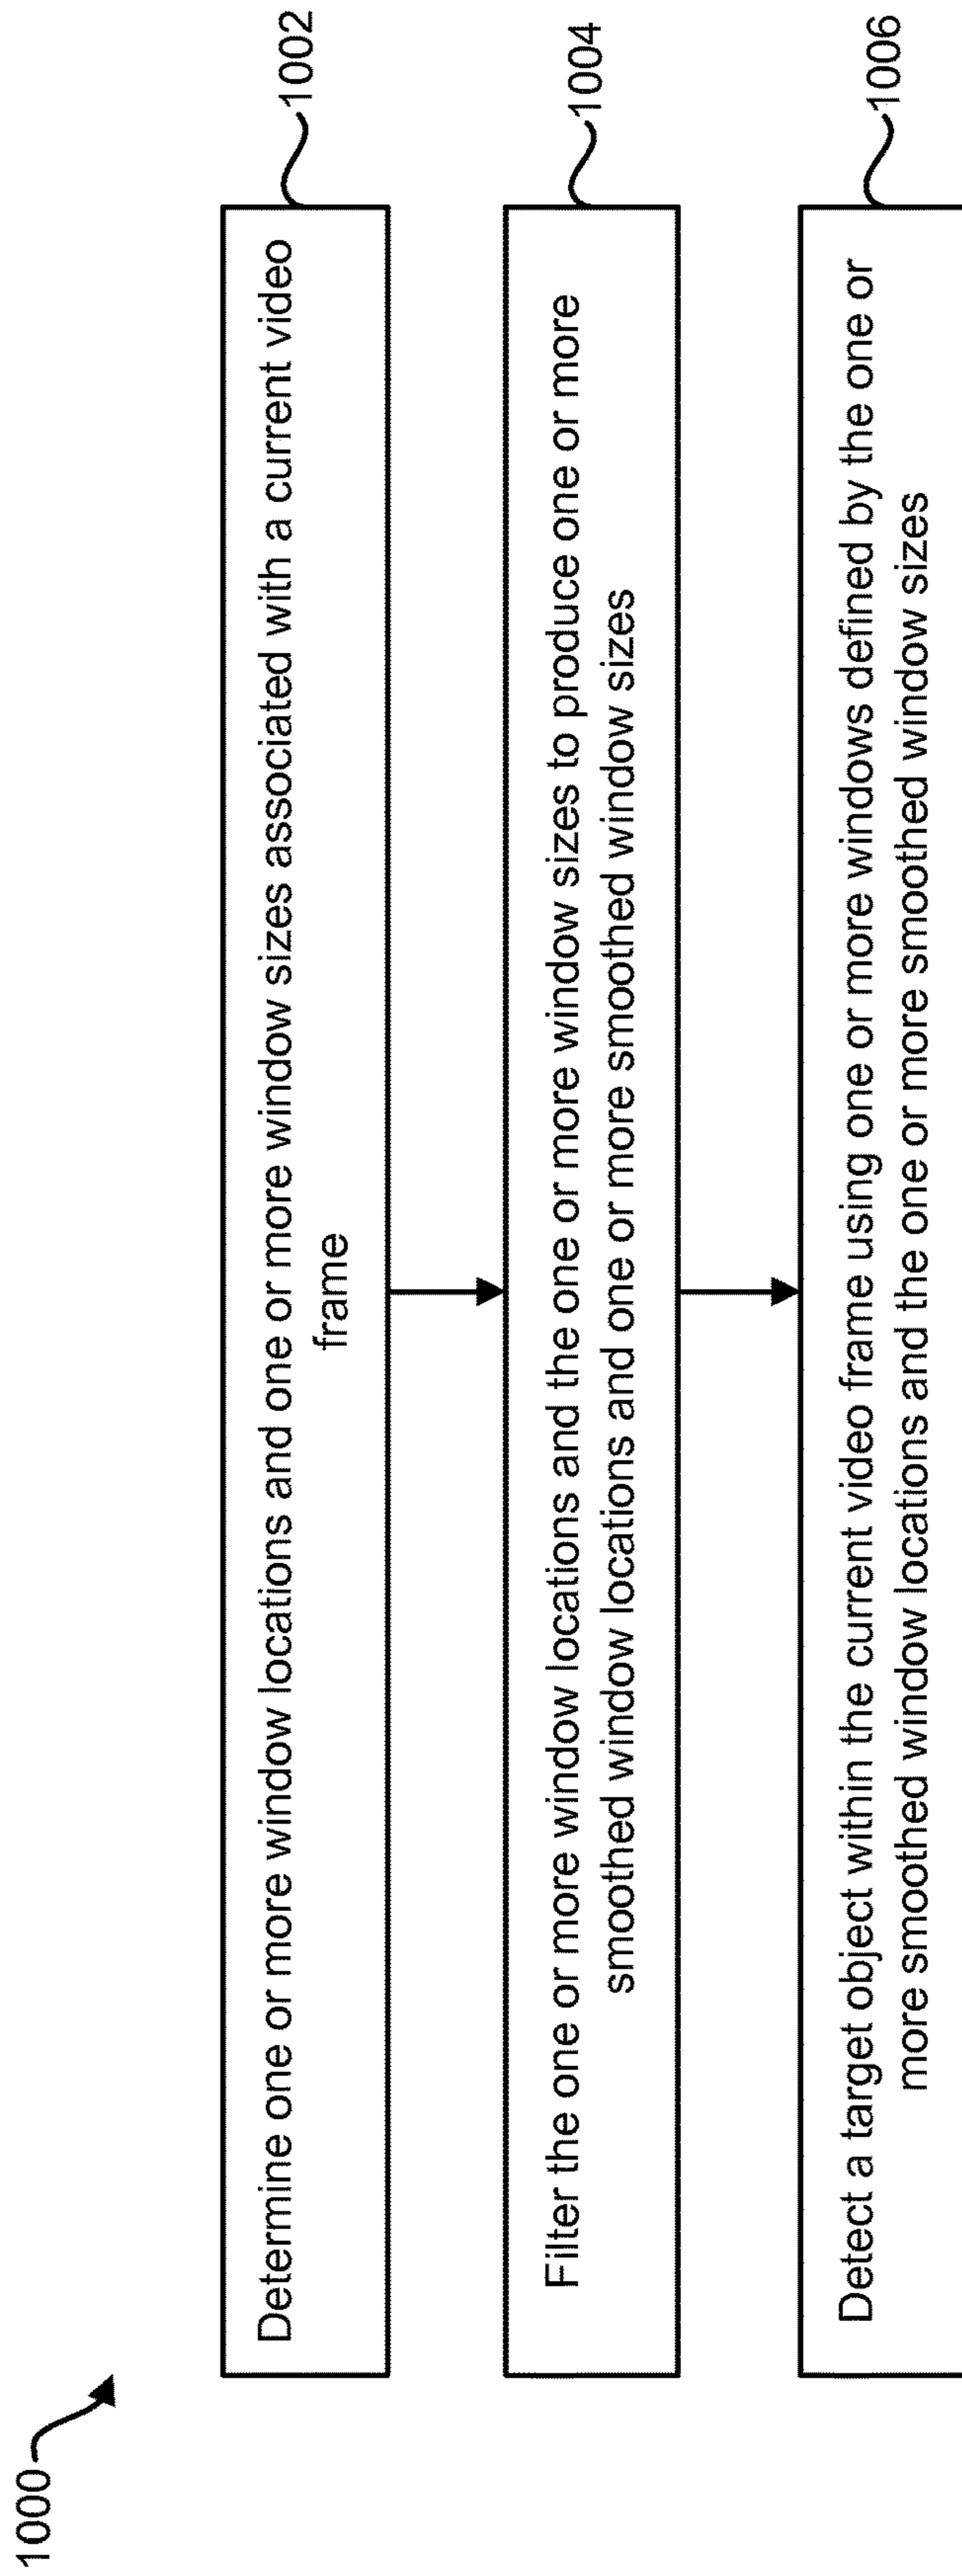 1000
Determine one or more window locations and one or more window sizes associated with a current video
frame
1002
Filter the one or more window locations and the one or more window sizes to produce one or more
smoothed window locations and one or more smoothed window sizes
1004
Detect a target object within the current video frame using one or more windows defined by the one or
more smoothed window locations and the one or more smoothed window sizes
1006